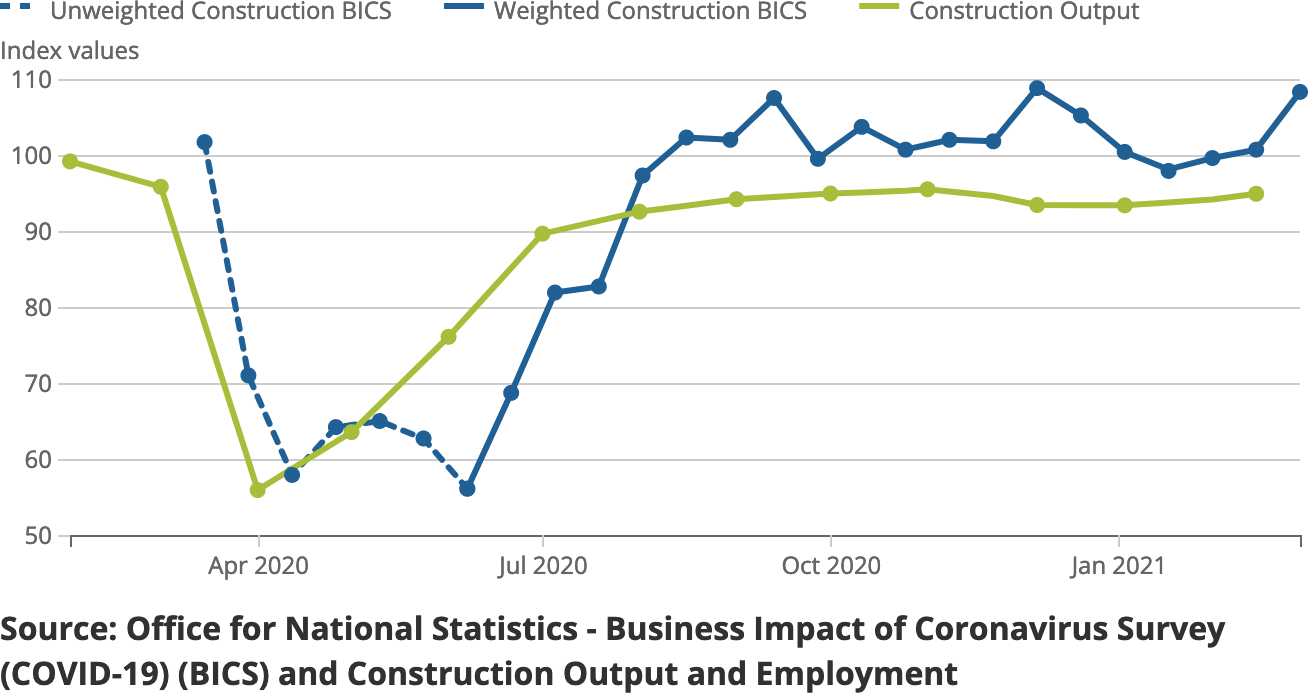 Unweighted Construction BICS Weighted Construction BICS Construction Output
Index values
110
100
90
80
70
60
50
Apr 2020 Jul 2020 Oct 2020 Jan 2021
Source: Office for National Statistics - Business Impact of Coronavirus Survey
(COVID-19) (BICS) and Construction Output and Employment